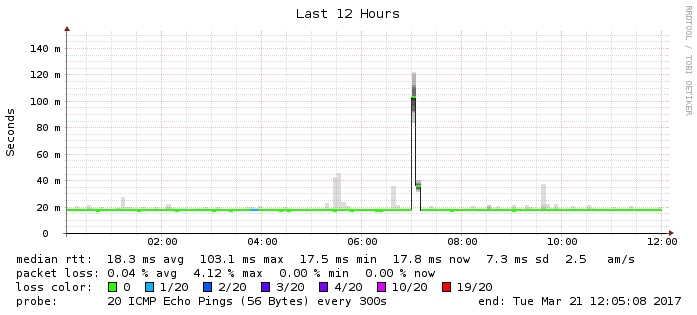 Last 12 Hours
RRDTOOL / TOBI OETIKER
Seconds
140 m
120 m
100 m
80 m
60 m
40 m
20 m
0
02:00 04:00 06:00 08:00 10:00 12:00
median rtt: 18.3 ms avg 103.1 ms max 17.5 ms min 17.8 ms now 7.3 ms sd 2.5 am/s
packet loss: 0.04 % avg 4.12 % max 0.00 % min 0.00 % now
loss color: 0 1/20 2/20 3/20 4/20 10/20 19/20
probe: 20 ICMP Echo Pings (56 Bytes) every 300s end: Tue Mar 21 12:05:08 2017